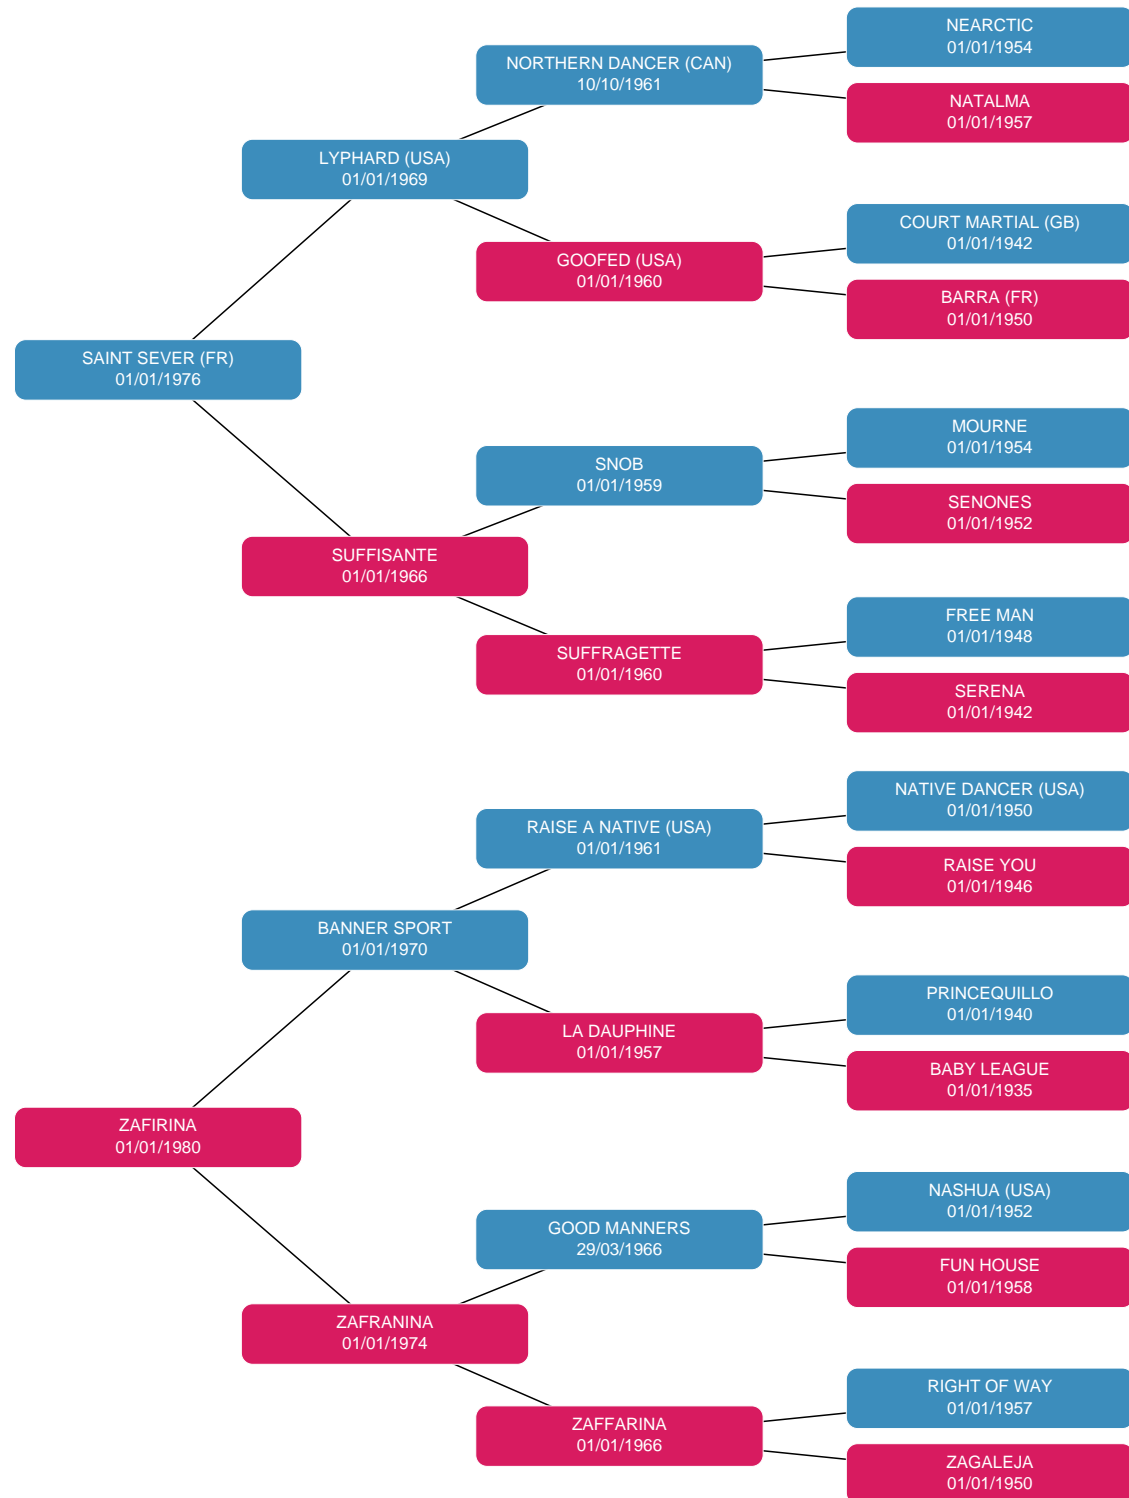 NEARCTIC
01/01/1954
NORTHERN DANCER (CAN)
10/10/1961
NATALMA
01/01/1957
LYPHARD (USA)
01/01/1969
COURT MARTIAL (GB)
01/01/1942
GOOFED (USA)
01/01/1960
BARRA (FR)
01/01/1950
SAINT SEVER (FR)
01/01/1976
MOURNE
01/01/1954
SNOB
01/01/1959
SENONES
01/01/1952
SUFFISANTE
01/01/1966
FREE MAN
01/01/1948
SUFFRAGETTE
01/01/1960
SERENA
01/01/1942
NATIVE DANCER (USA)
01/01/1950
RAISE A NATIVE (USA)
01/01/1961
RAISE YOU
01/01/1946
BANNER SPORT
01/01/1970
PRINCEQUILLO
01/01/1940
LA DAUPHINE
01/01/1957
BABY LEAGUE
01/01/1935
ZAFIRINA
01/01/1980
NASHUA (USA)
01/01/1952
GOOD MANNERS
29/03/1966
FUN HOUSE
01/01/1958
ZAFRANINA
01/01/1974
RIGHT OF WAY
01/01/1957
ZAFFARINA
01/01/1966
ZAGALEJA
01/01/1950